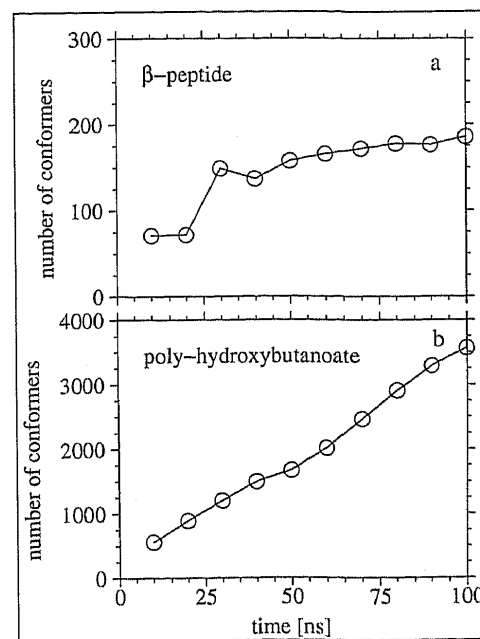 300
a
β-peptide
200
100
0
number of conformers
4000
b
poly-hydroxybutanoate
3000
2000
1000
0
number of conformers
0 25 50 75 100
time [ns]